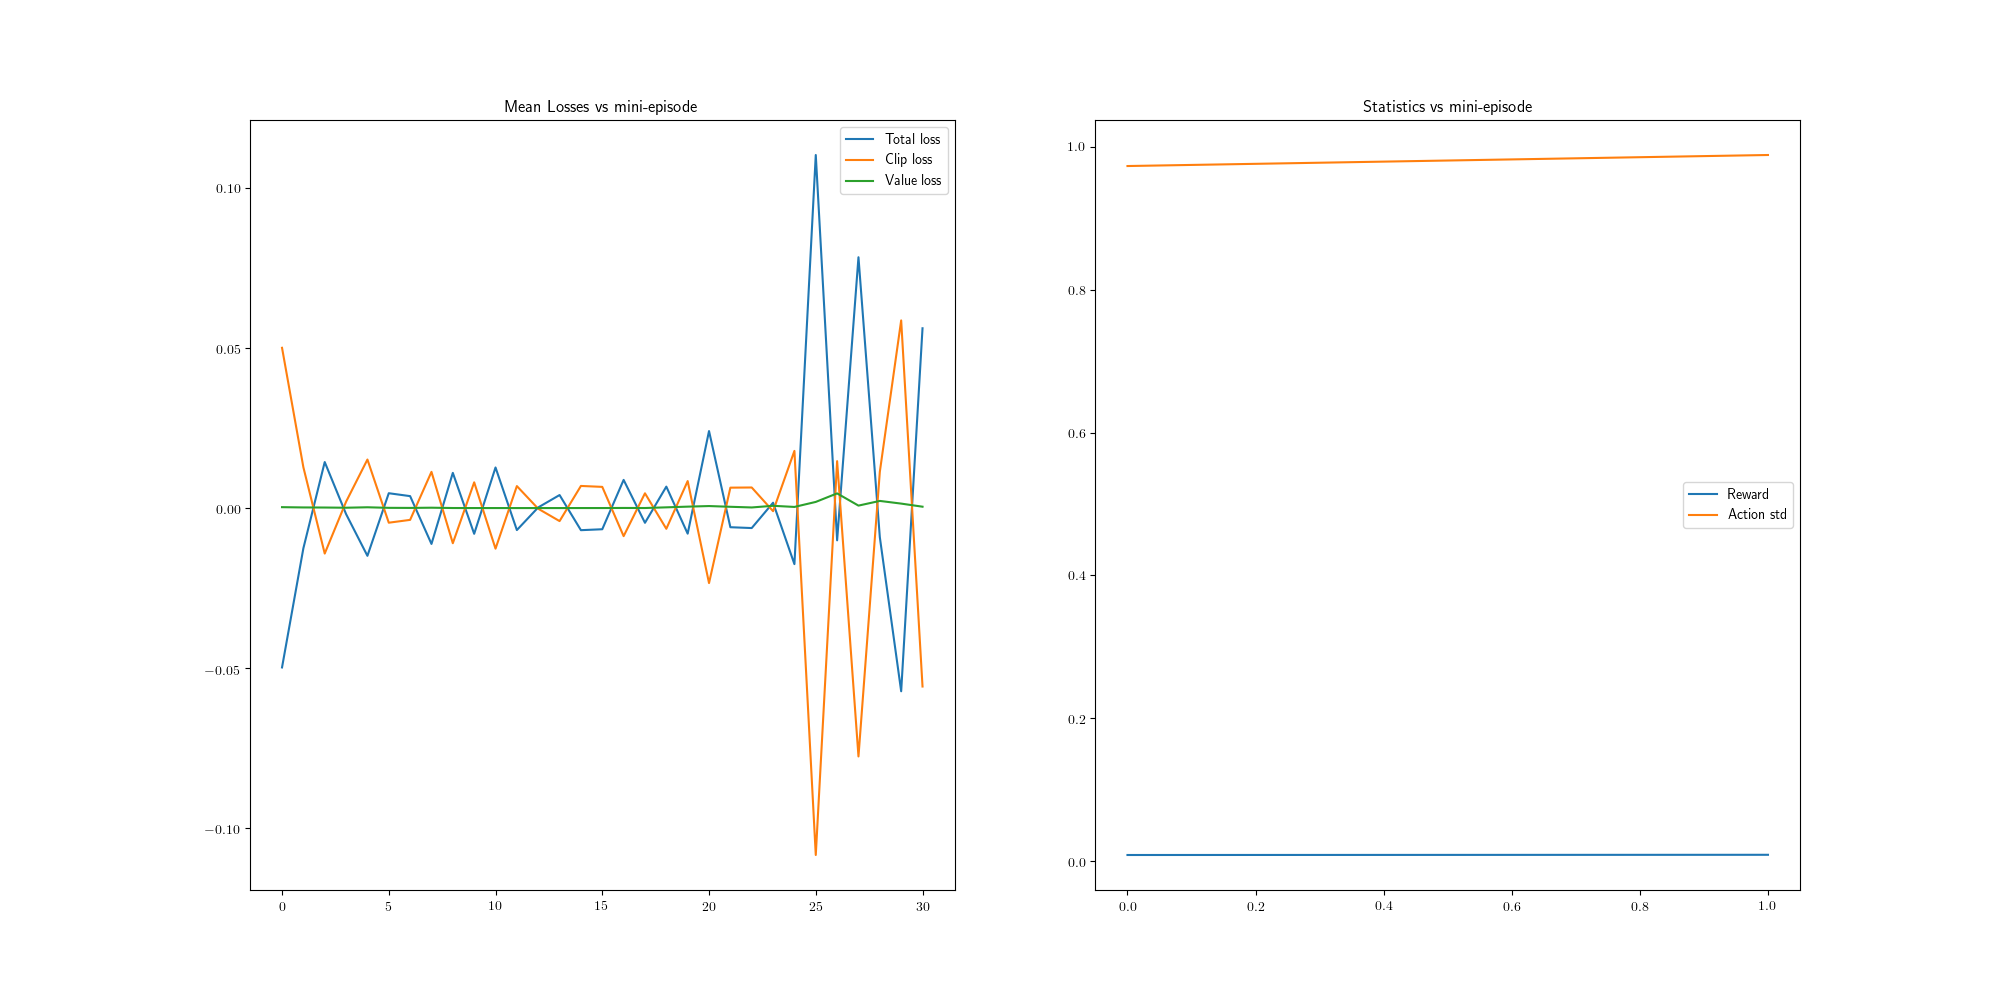 Mean Losses vs mini-episode
Total loss
Clip loss
Value loss
0.10
0.05
0.00
−0.05
−0.10
0 5 10 15 20 25 30
Statistics vs mini-episode
1.0
0.8
0.6
0.4
0.2
0.0
Reward
Action std
0.0 0.2 0.4 0.6 0.8 1.0